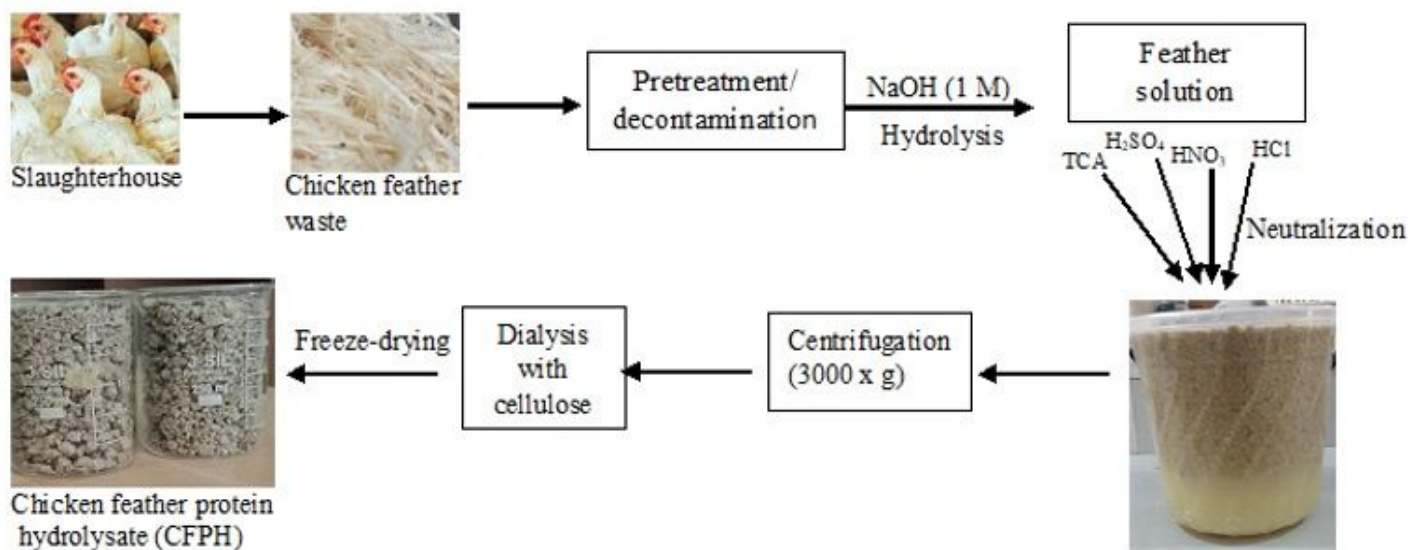 Slaughterhouse
Chicken feather
waste
Pretreatment/
decontamination
NaOH (1 M)
Hydrolysis
Feather
solution
TCA
H₂SO₄
HNO₃
HCl
Neutralization
Centrifugation
(3000 x g)
Dialysis
with
cellulose
Freeze-drying
Chicken feather protein
hydrolysate (CFPH)